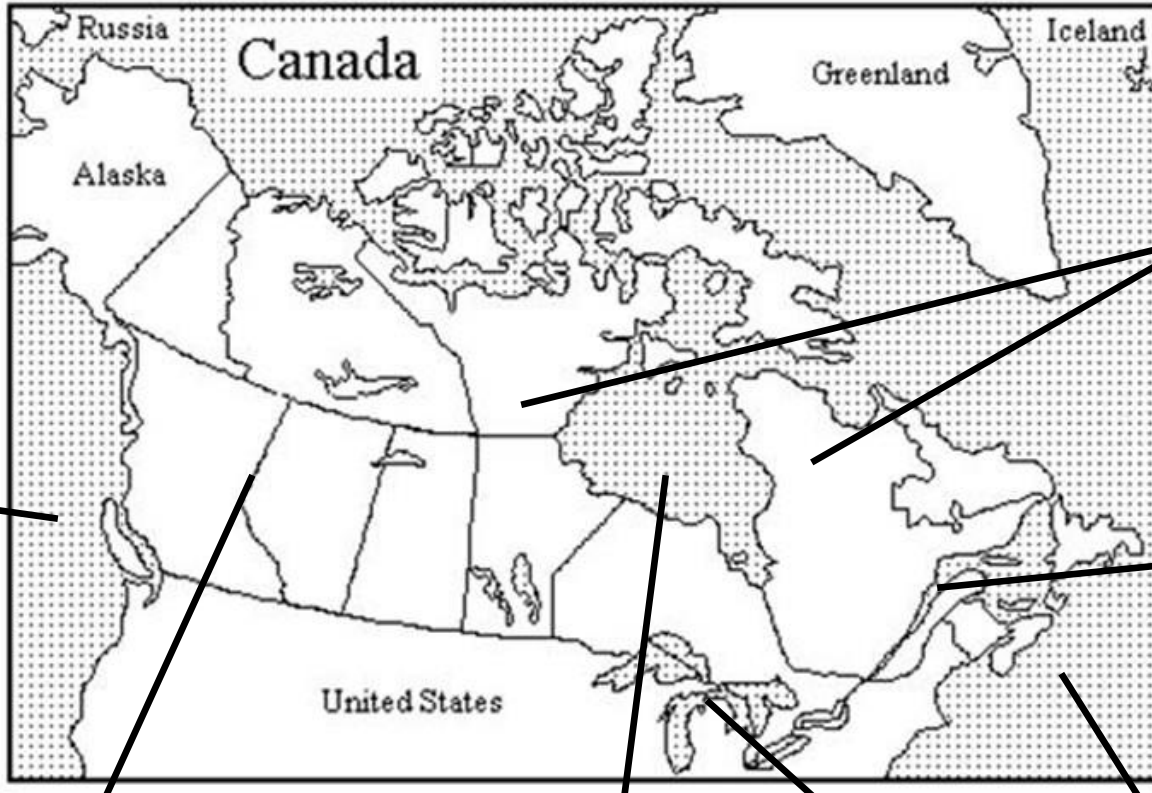 Russia
Canada
Iceland
Greenland
Alaska
United States